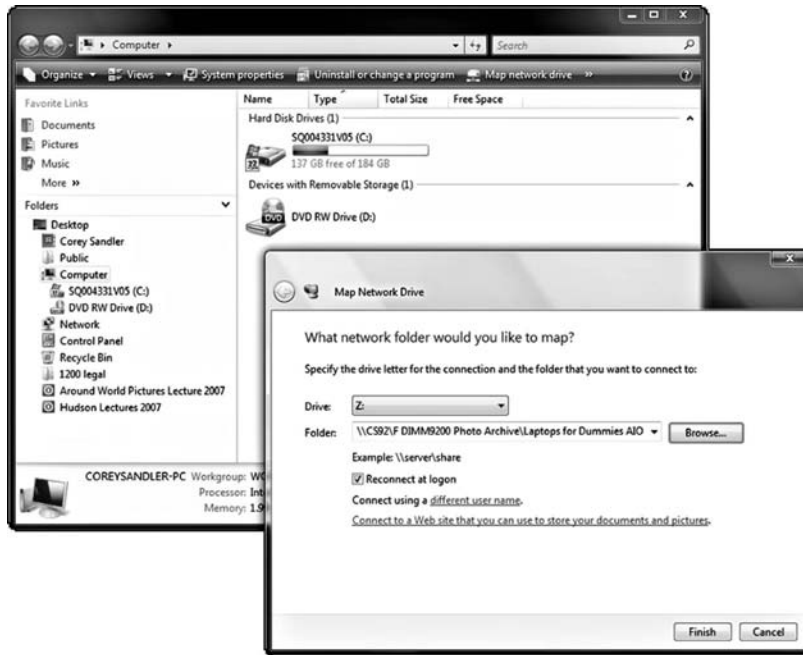 Computer
Search
Organize Views System properties Uninstall or change a program Map network drive »
Favorite Links
Documents
Pictures
Music
More »
Folders
Desktop
Corey Sandler
Public
Computer
SQ004331V05 (C:)
DVD RW Drive (D:)
Network
Control Panel
Recycle Bin
1200 legal
Around World Pictures Lecture 2007
Hudson Lectures 2007
Name Type Total Size Free Space
Hard Disk Drives (1)
SQ004331V05 (C:)
137 GB free of 184 GB
Devices with Removable Storage (1)
DVD RW Drive (D:)
COREYSANDLER-PC Workgroup: WO
Processor: Inte
Memory: 1.9
Map Network Drive
What network folder would you like to map?
Specify the drive letter for the connection and the folder that you want to connect to:
Drive: Z:
Folder: \\CS92\F DIMM9200 Photo Archive\Laptops for Dummies AIO Browse...
Example: \\server\share
Reconnect at logon
Connect using a different user name.
Connect to a Web site that you can use to store your documents and pictures.
Finish Cancel